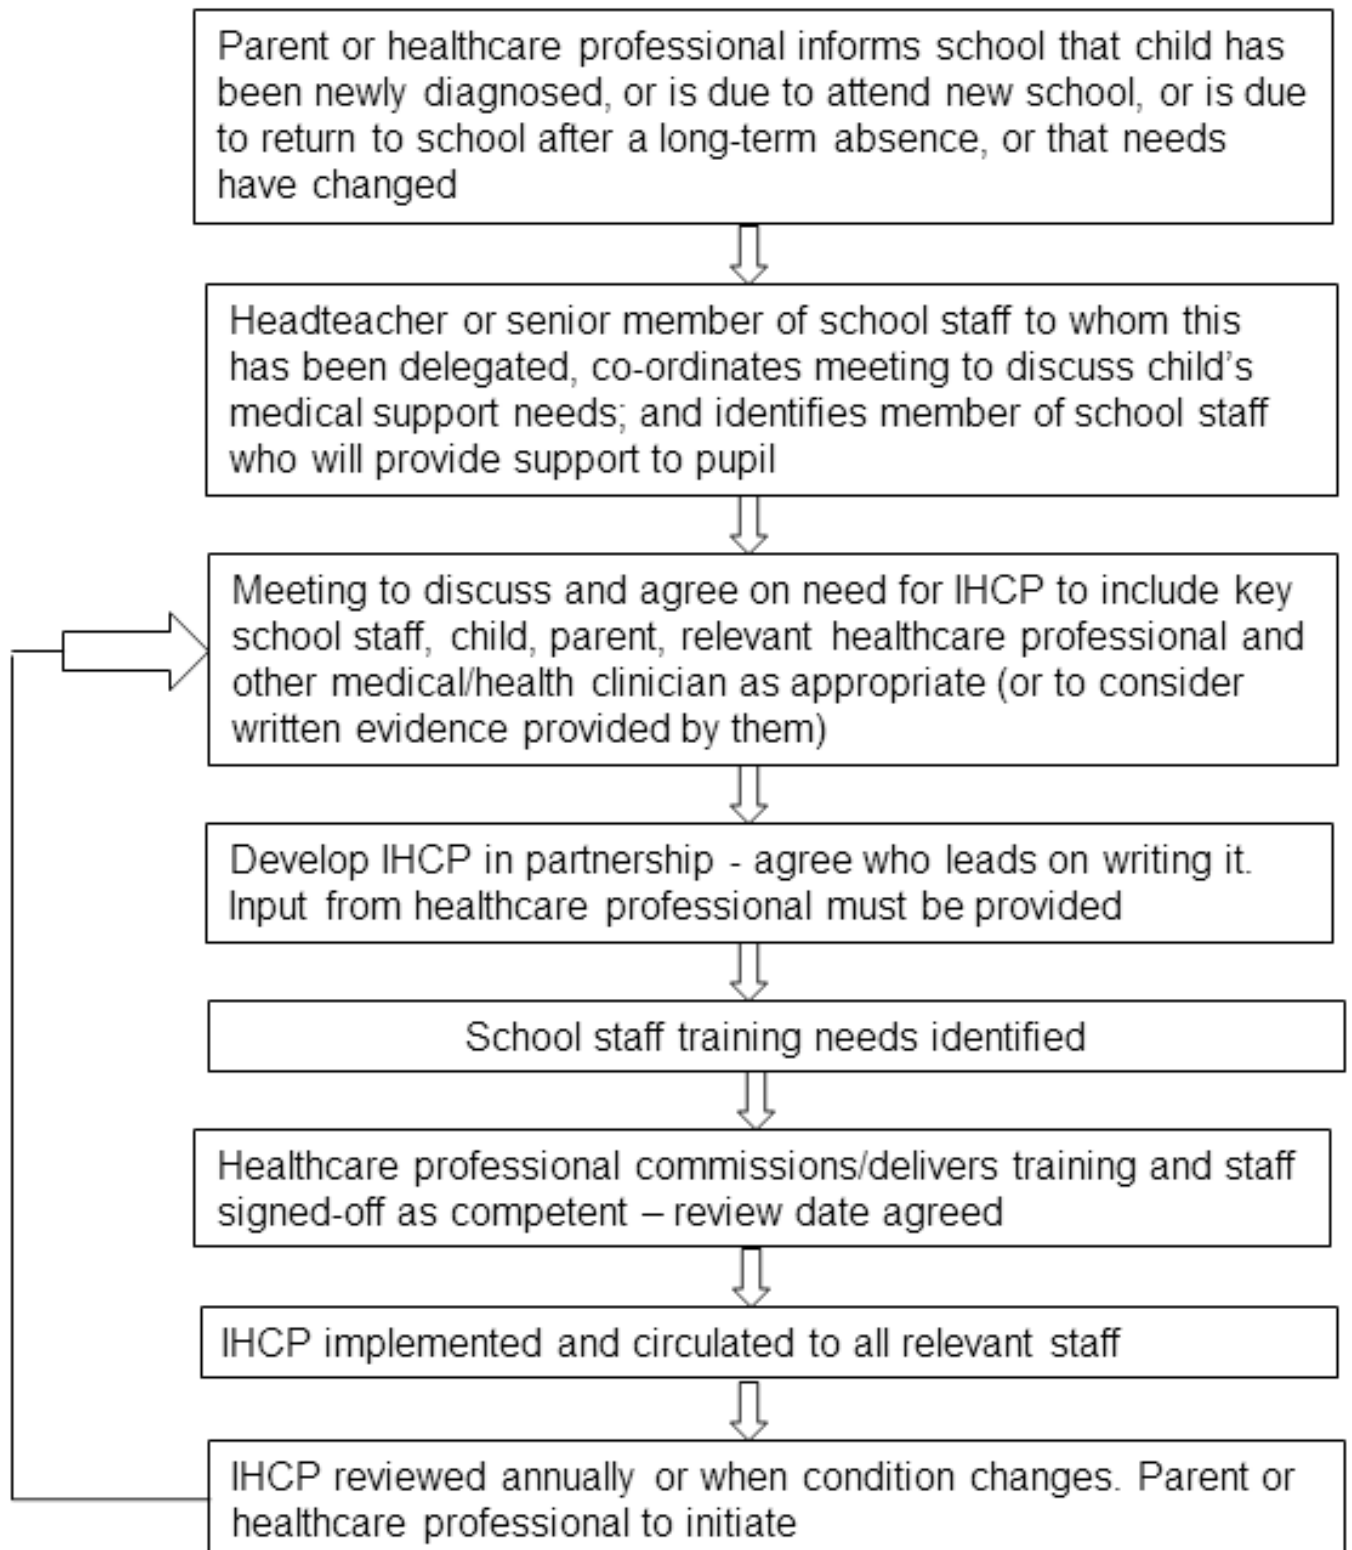 Parent or healthcare professional informs school that child has
been newly diagnosed, or is due to attend new school, or is due
to return to school after a long-term absence, or that needs
have changed
Headteacher or senior member of school staff to whom this
has been delegated, co-ordinates meeting to discuss child's
medical support needs; and identifies member of school staff
who will provide support to pupil
Meeting to discuss and agree on need for IHCP to include key
school staff, child, parent, relevant healthcare professional and
other medical/health clinician as appropriate (or to consider
written evidence provided by them)
Develop IHCP in partnership - agree who leads on writing it.
Input from healthcare professional must be provided
School staff training needs identified
Healthcare professional commissions/delivers training and staff
signed-off as competent – review date agreed
IHCP implemented and circulated to all relevant staff
IHCP reviewed annually or when condition changes. Parent or
healthcare professional to initiate